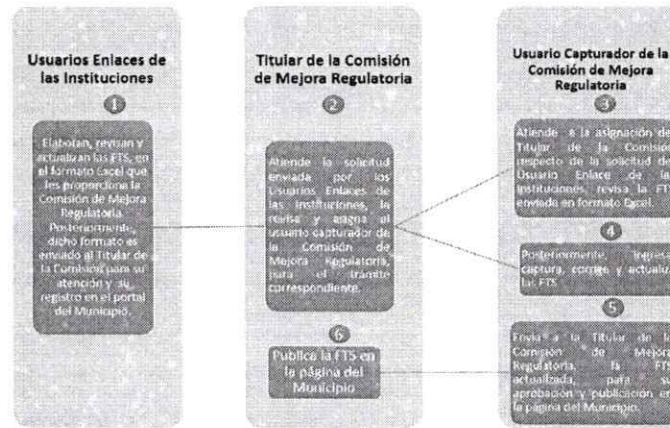 Usuarios Enlaces de
las Instituciones
1
Elaboran, revisan y
actualizan las FTS, en
el formato Excel que
les proporciona la
Comisión de Mejora
Regulatoria.
Posteriormente,
dicho formato es
enviado al Titular de
la Comisión para su
atención y su
registro en el portal
del Municipio.
Titular de la Comisión
de Mejora Regulatoria
2
Atiende la solicitud
enviada por los
Usuarios Enlaces de
las Instituciones, la
revisa y asigna al
usuario capturador de
la Comisión de
Mejora Regulatoria,
para el trámite
correspondiente.
6
Publica la FTS en
la página del
Municipio
Usuario Capturador de la
Comisión de Mejora
Regulatoria
3
Atiende a la asignación de
Titular de la Comisión
respecto de la solicitud de
Usuario Enlace de las
Instituciones, revisa la FT
enviada en formato Excel.
4
Posteriormente, ingresa
captura, corrige y actualiz
las FTS
5
Envía a la Titular de la
Comisión de Mejora
Regulatoria, la FTS
actualizada, para su
aprobación y publicación en
la página del Municipio.